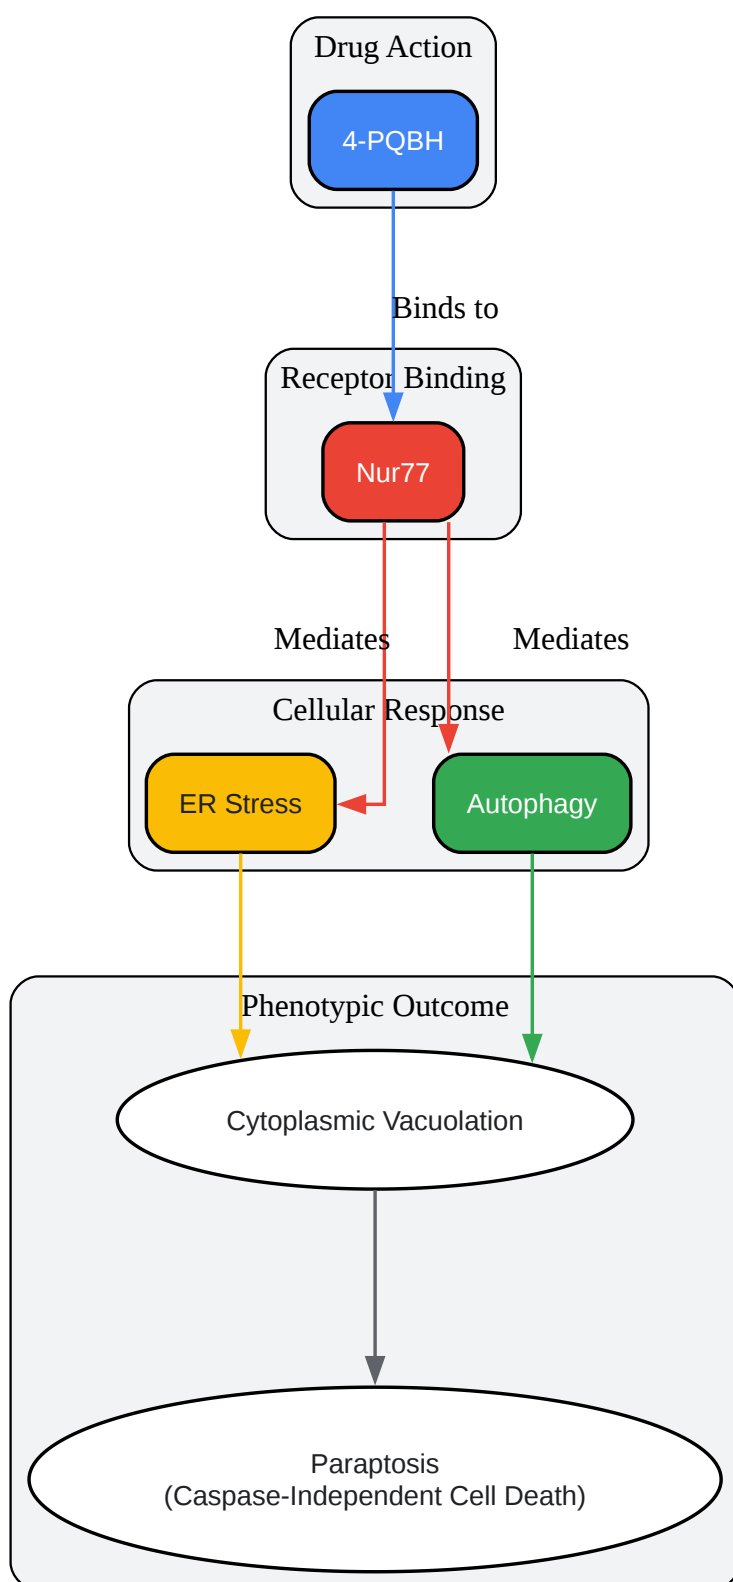 Drug Action
4-PQBH
Binds to
Receptor Binding
Nur77
Mediates
Mediates
Cellular Response
ER Stress
Autophagy
Phenotypic Outcome
Cytoplasmic Vacuolation
Paraptosis
(Caspase-Independent Cell Death)